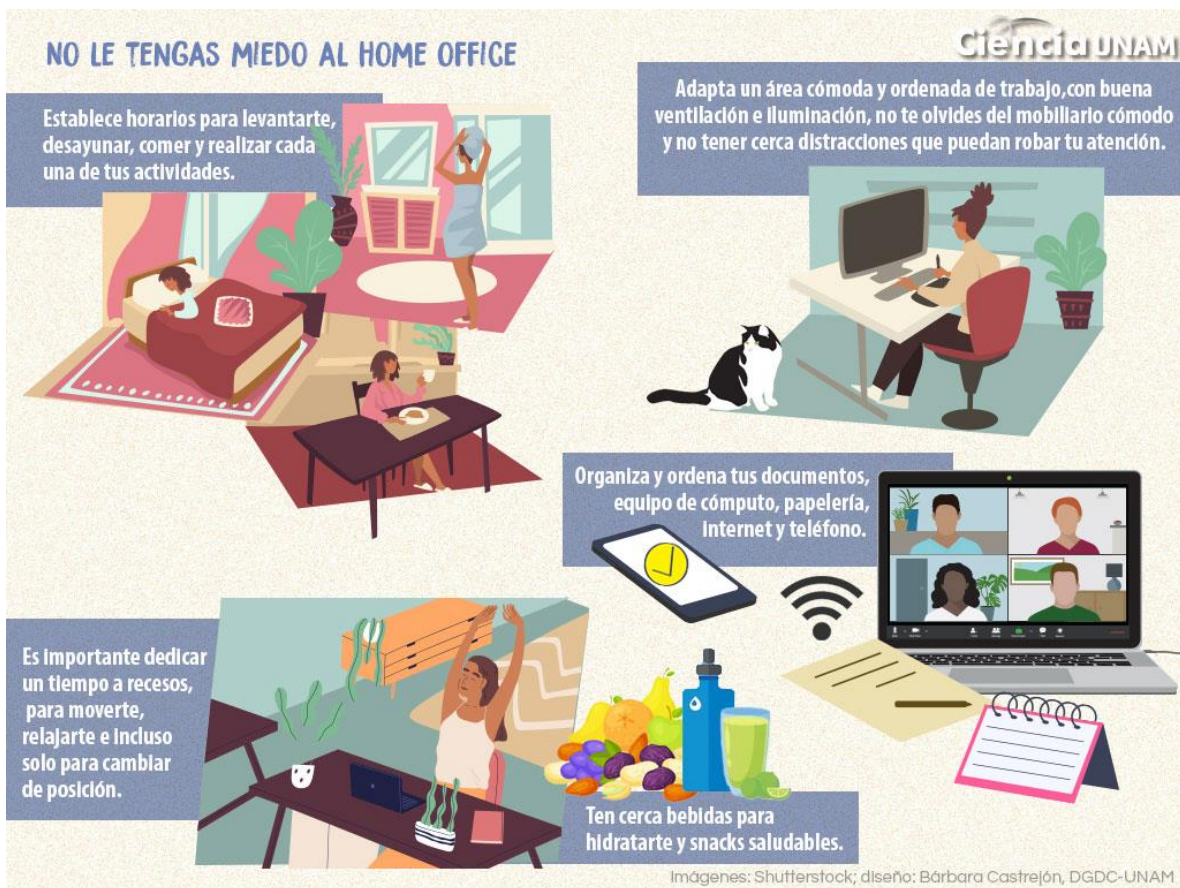 NO LE TENGAS MIEDO AL HOME OFFICE
Ciencia UNAM
Establece horarios para levantarte,
desayunar, comer y realizar cada
una de tus actividades.
Adapta un área cómoda y ordenada de trabajo,con buena
ventilación e iluminación, no te olvides del mobiliario cómodo
y no tener cerca distracciones que puedan robar tu atención.
Organiza y ordena tus documentos,
equipo de cómputo, papelería,
internet y teléfono.
Es importante dedicar
un tiempo a recesos,
para moverte,
relajarte e incluso
solo para cambiar
de posición.
Ten cerca bebidas para
hidratarte y snacks saludables.
Imágenes: Shutterstock; diseño: Bárbara Castrejón, DGDC-UNAM